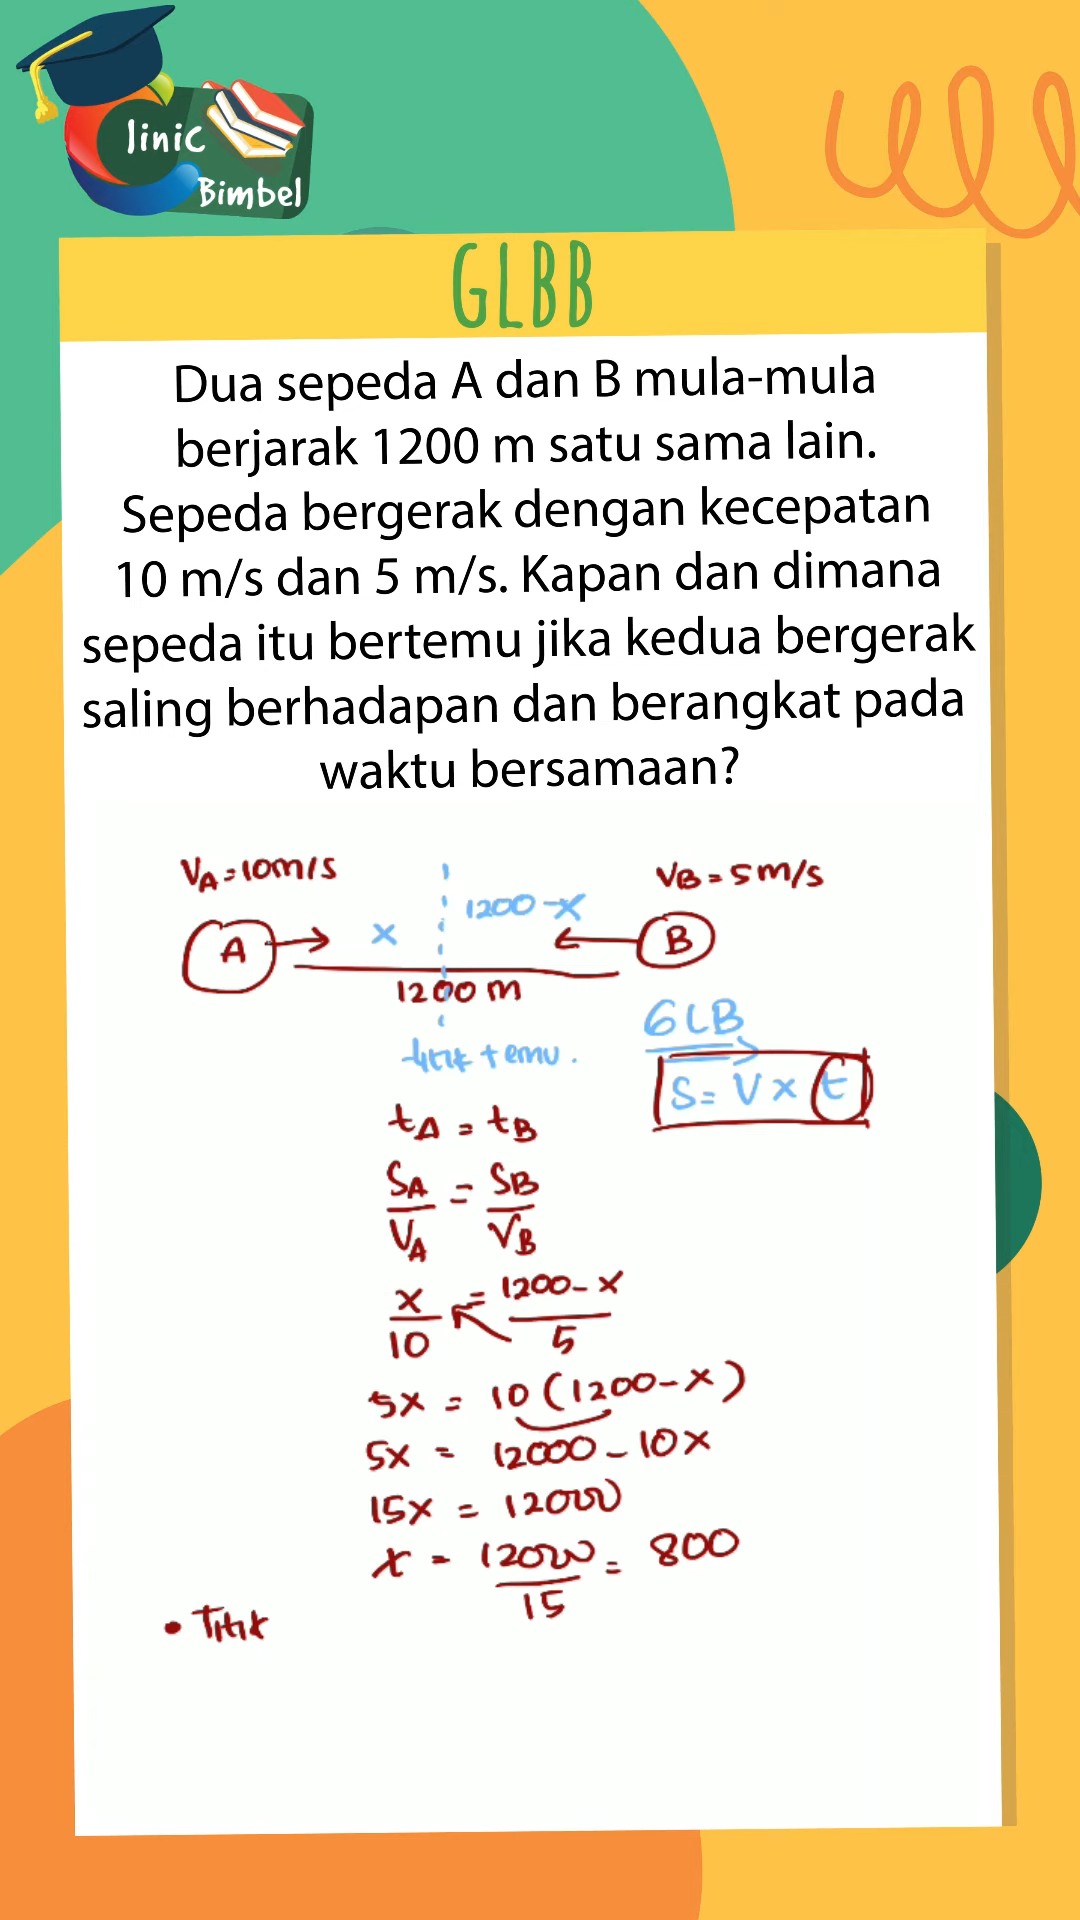 Clinic
Bimbel
GLBB
Dua sepeda A dan B mula-mula
berjarak 1200 m satu sama lain.
Sepeda bergerak dengan kecepatan
10 m/s dan 5 m/s. Kapan dan dimana
sepeda itu bertemu jika kedua bergerak
saling berhadapan dan berangkat pada
waktu bersamaan?
VA = 10 m/s
VB = 5 m/s
A
x
1200 - x
B
1200 m
titik temu.
GLB
S = V x t
tA = tB
SA/VA = SB/VB
x/10 = 1200 - x/5
5x = 10 (1200 - x)
5x = 12000 - 10x
15x = 12000
x = 12000/15 = 800
• Titik